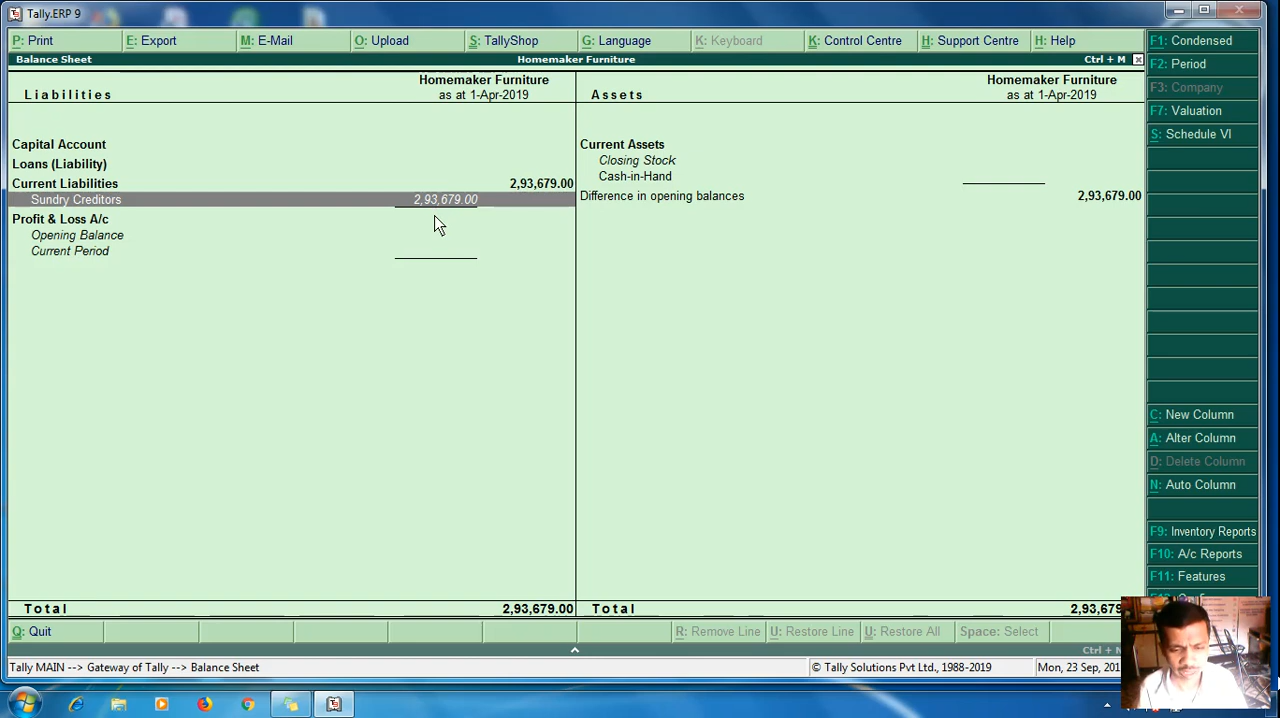 Tally.ERP 9
P: Print E: Export M: E-Mail O: Upload S: TallyShop G: Language K: Keyboard K: Control Centre H: Support Centre H: Help
Balance Sheet Homemaker Furniture Ctrl + M
Liabilities Homemaker Furniture as at 1-Apr-2019
Assets Homemaker Furniture as at 1-Apr-2019
Capital Account
Loans (Liability)
Current Liabilities 2,93,679.00
Sundry Creditors 2,93,679.00
Profit & Loss A/c
Opening Balance
Current Period
Current Assets
Closing Stock
Cash-in-Hand
Difference in opening balances 2,93,679.00
Total 2,93,679.00
Total
F1: Condensed
F2: Period
F3: Company
F7: Valuation
S: Schedule VI
C: New Column
A: Alter Column
D: Delete Column
N: Auto Column
F9: Inventory Reports
F10: A/c Reports
F11: Features
Q: Quit R: Remove Line U: Restore Line U: Restore All Space: Select
Ctrl +
Tally MAIN --> Gateway of Tally --> Balance Sheet © Tally Solutions Pvt Ltd., 1988-2019 Mon, 23 Sep,